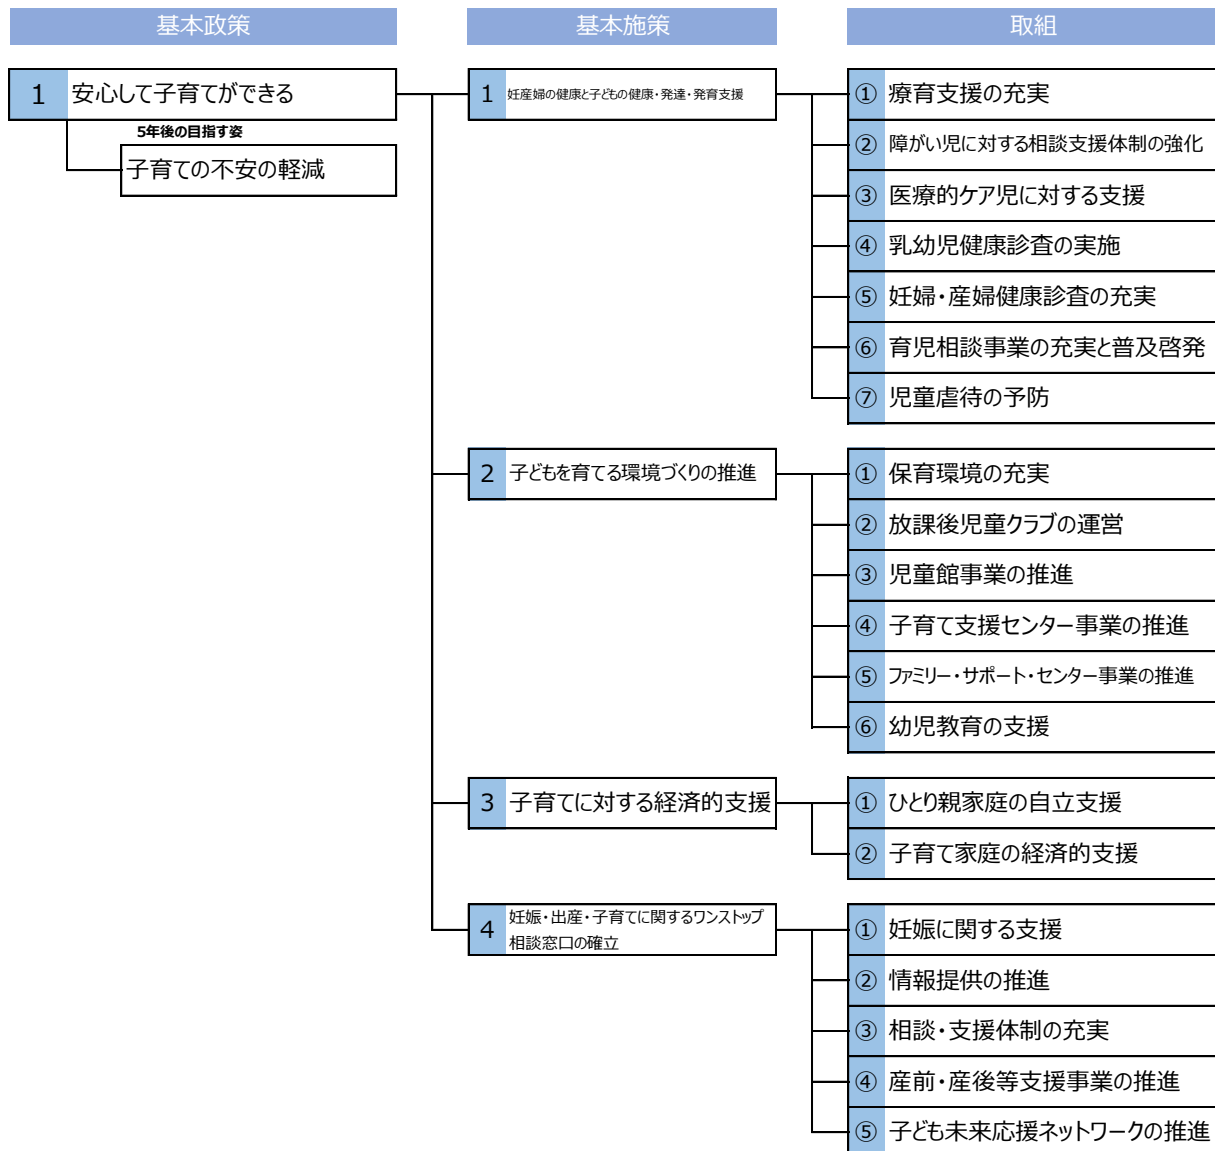 基本政策
基本施策
取組
1 安心して子育てができる
5年後の目指す姿
子育ての不安の軽減
1 妊産婦の健康と子どもの健康・発達・発育支援
① 療育支援の充実
② 障がい児に対する相談支援体制の強化
③ 医療的ケア児に対する支援
④ 乳幼児健康診査の実施
⑤ 妊婦・産婦健康診査の充実
⑥ 育児相談事業の充実と普及啓発
⑦ 児童虐待の予防
2 子どもを育てる環境づくりの推進
① 保育環境の充実
② 放課後児童クラブの運営
③ 児童館事業の推進
④ 子育て支援センター事業の推進
⑤ ファミリー・サポート・センター事業の推進
⑥ 幼児教育の支援
3 子育てに対する経済的支援
① ひとり親家庭の自立支援
② 子育て家庭の経済的支援
4 妊娠・出産・子育てに関するワンストップ
相談窓口の確立
① 妊娠に関する支援
② 情報提供の推進
③ 相談・支援体制の充実
④ 産前・産後等支援事業の推進
⑤ 子ども未来応援ネットワークの推進